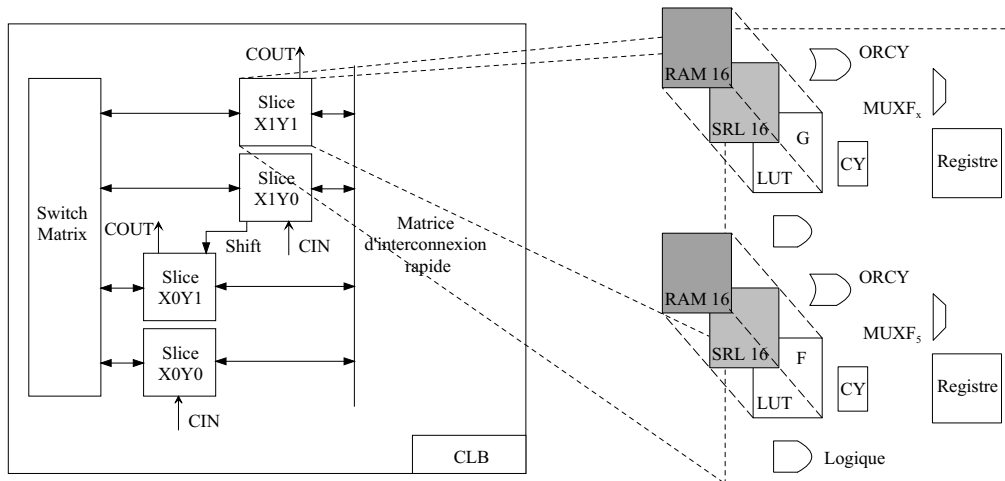 COUT
Slice
X1Y1
Slice
X1Y0
Switch
Matrix
COUT
Shift
CIN
Matrice
d'interconnexion
rapide
Slice
X0Y1
Slice
X0Y0
CIN
CLB
RAM 16
SRL 16
LUT
G
ORCY
MUXFx
CY
Registre
RAM 16
SRL 16
LUT
F
ORCY
MUXF5
CY
Registre
Logique